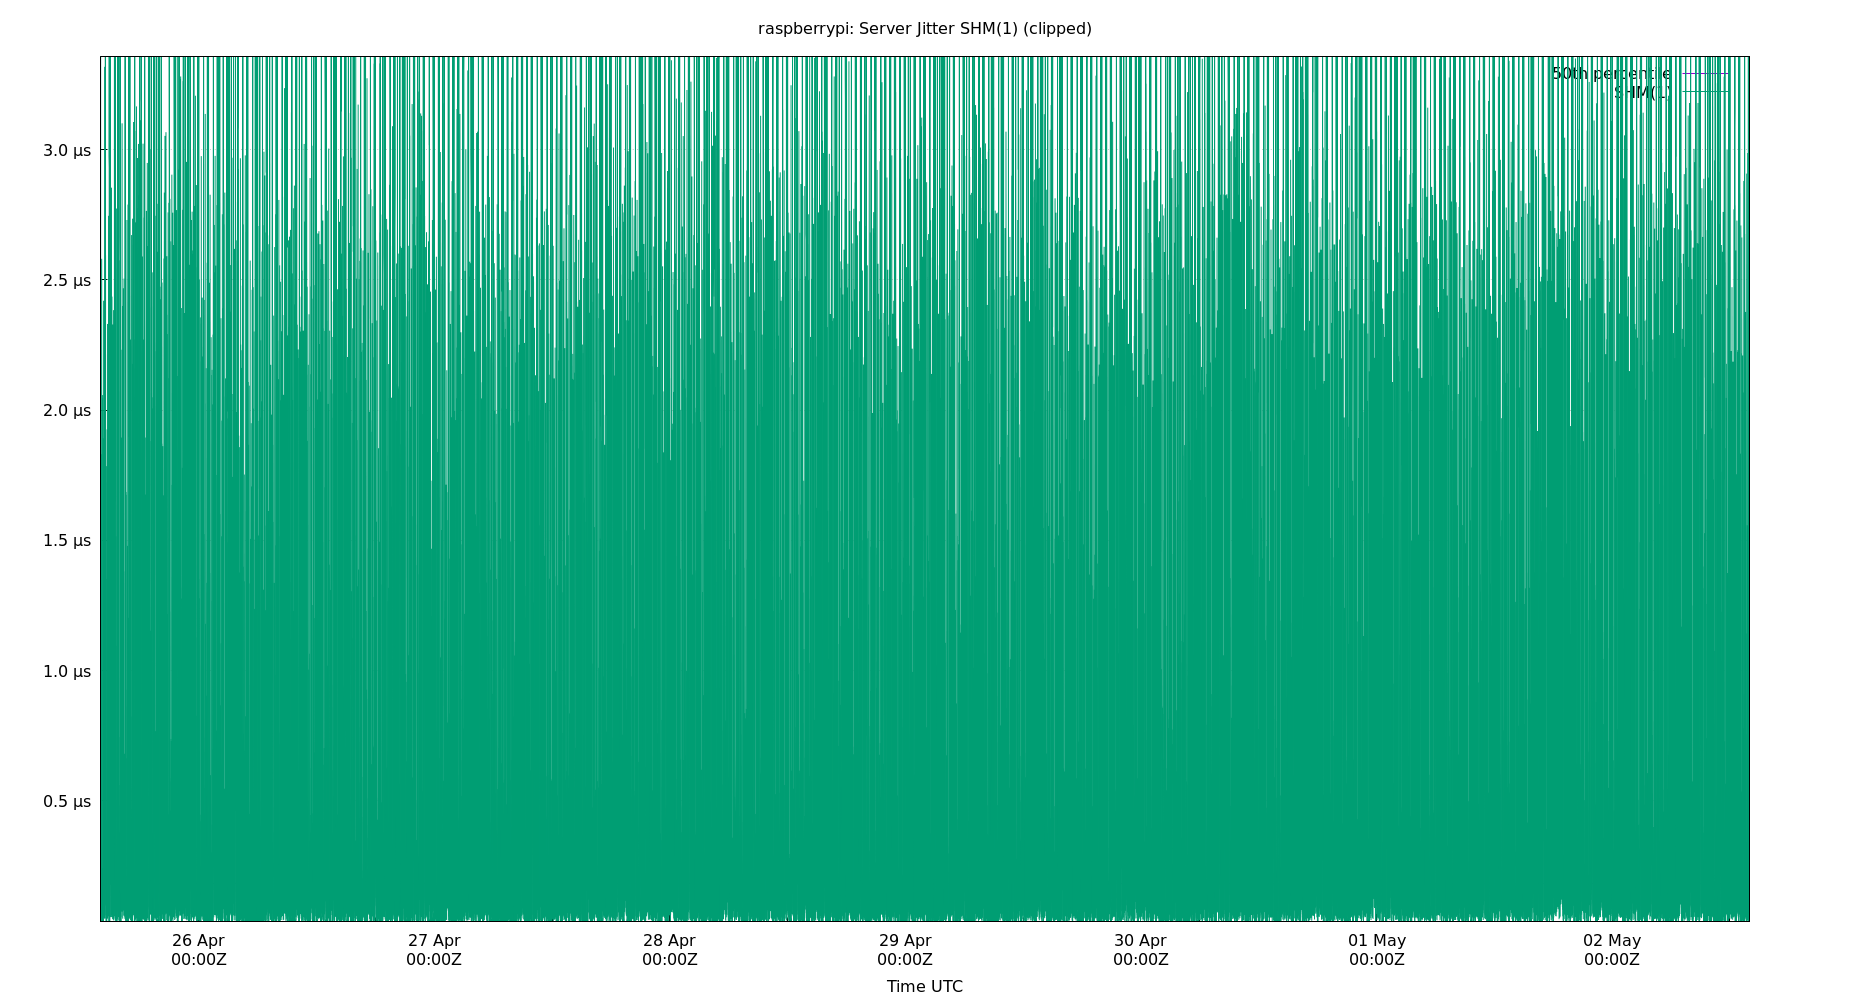 raspberrypi: Server Jitter SHM(1) (clipped)
50th percentile
SHM(1)
3.0 µs
2.5 µs
2.0 µs
1.5 µs
1.0 µs
0.5 µs
26 Apr 27 Apr 28 Apr 29 Apr 30 Apr 01 May 02 May
00:00Z 00:00Z 00:00Z 00:00Z 00:00Z 00:00Z 00:00Z
Time UTC